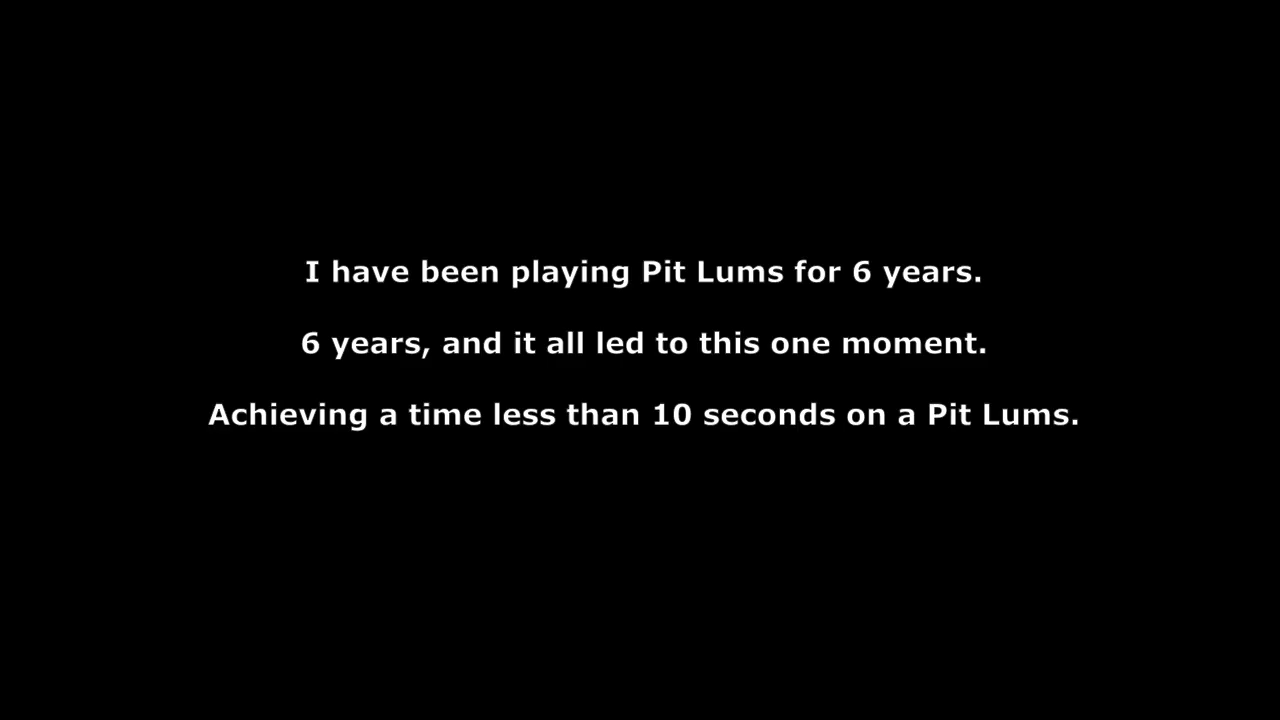 I have been playing Pit Lums for 6 years.
6 years, and it all led to this one moment.
Achieving a time less than 10 seconds on a Pit Lums.